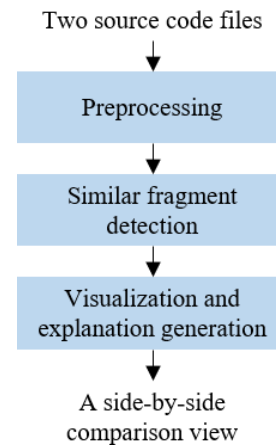 Two source code files
Preprocessing
Similar fragment
detection
Visualization and
explanation generation
A side-by-side
comparison view